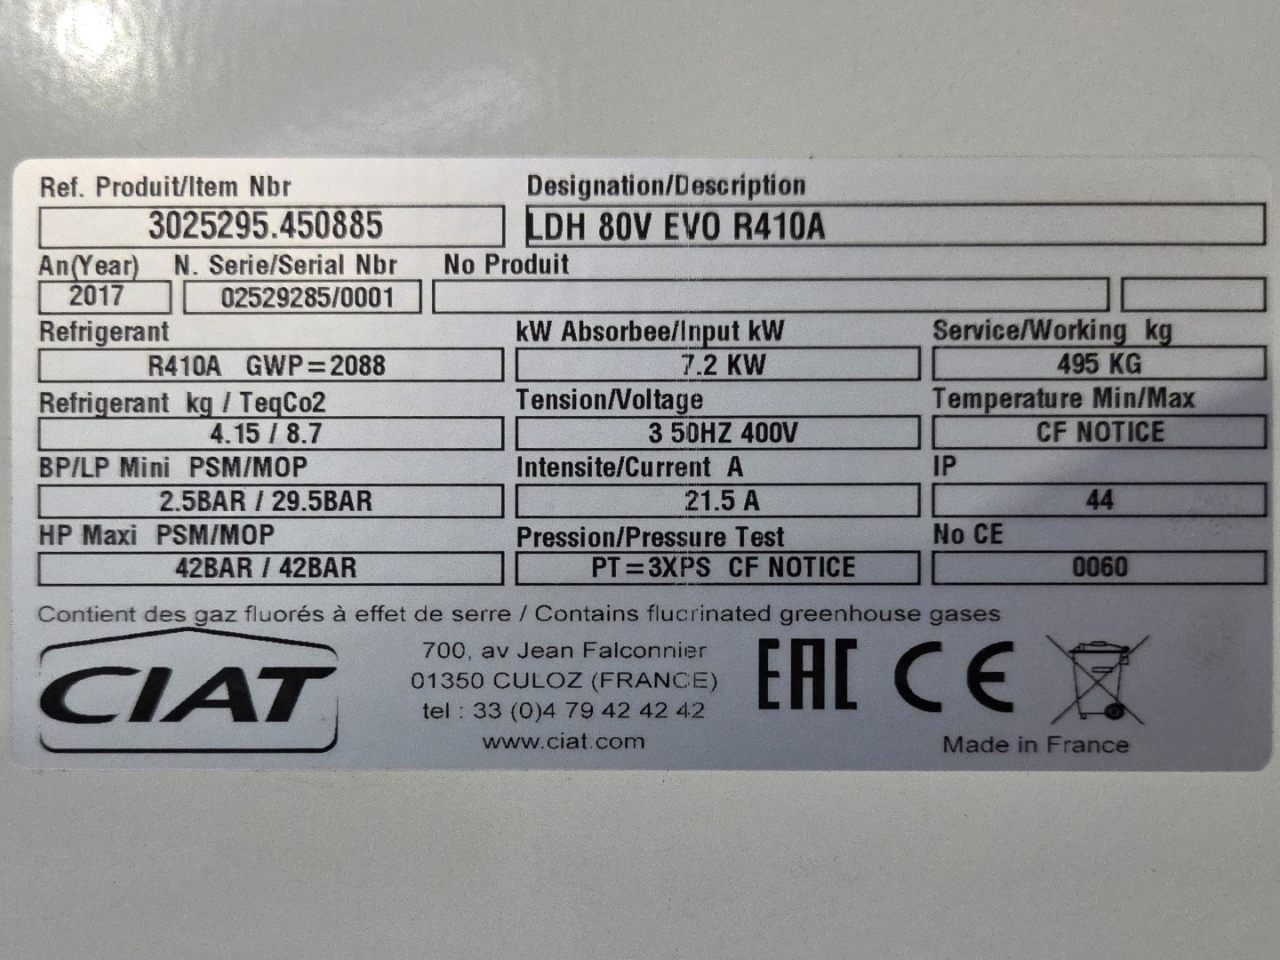 Ref. Produit/Item Nbr Designation/Description
3025295.450885 LDH 80V EVO R410A
An(Year) N. Serie/Serial Nbr No Produit
2017 02529285/0001
Refrigerant kW Absorbee/Input kW Service/Working kg
R410A GWP=2088 7.2 KW 495 KG
Refrigerant kg / TeqCo2 Tension/Voltage Temperature Min/Max
4.15 / 8.7 3 50HZ 400V CF NOTICE
BP/LP Mini PSM/MOP Intensite/Current A IP
2.5BAR / 29.5BAR 21.5 A 44
HP Maxi PSM/MOP Pression/Pressure Test No CE
42BAR / 42BAR PT=3XPS CF NOTICE 0060
Contient des gaz fluorés à effet de serre / Contains flucrinated greenhouse gases
CIAT
700, av Jean Falconnier
01350 CULOZ (FRANCE)
tel : 33 (0)4 79 42 42 42
www.ciat.com
EAC CE
Made in France